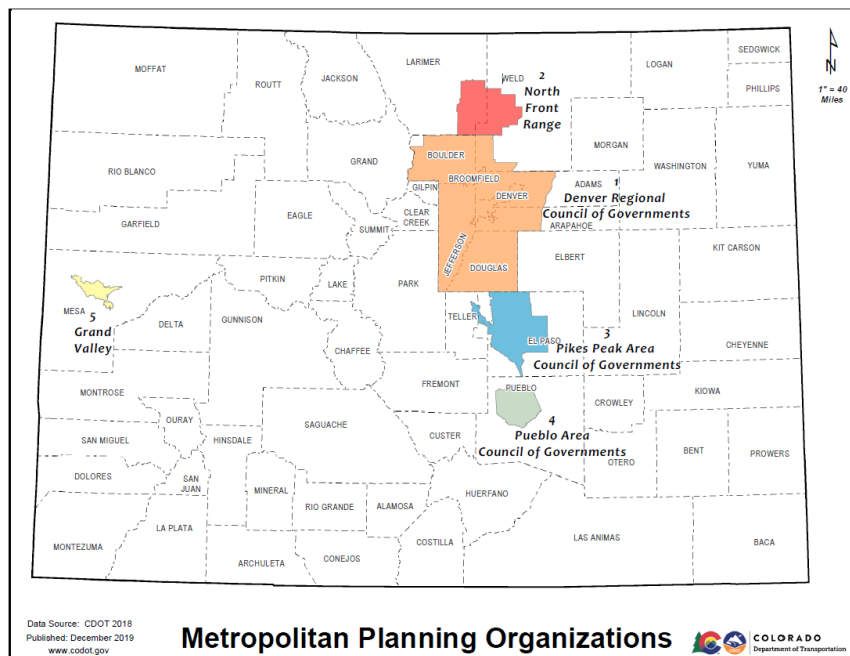 MOFFAT
ROUTT
JACKSON
LARIMER
WELD
LOGAN
SEDGWICK
PHILLIPS
N
1" = 40
Miles
2
North
Front
Range
MORGAN
WASHINGTON
YUMA
RIO BLANCO
GRAND
BOULDER
BROOMFIELD
GILPIN
DENVER
ADAMS
1
Denver Regional
Council of Governments
ARAPAHOE
GARFIELD
EAGLE
CLEAR
CREEK
SUMMIT
JEFFERSON
DOUGLAS
ELBERT
KIT CARSON
MESA
5
Grand
Valley
PITKIN
LAKE
PARK
TELLER
LINCOLN
DELTA
GUNNISON
CHAFFEE
EL PASO
3
Pikes Peak Area
Council of Governments
CHEYENNE
MONTROSE
FREMONT
PUEBLO
CROWLEY
KIOWA
OURAY
SAGUACHE
4
Pueblo Area
Council of Governments
SAN MIGUEL
HINSDALE
CUSTER
BENT
PROWERS
OTERO
DOLORES
SAN
JUAN
MINERAL
RIO GRANDE
ALAMOSA
HUERFANO
MONTEZUMA
LA PLATA
ARCHULETA
CONEJOS
COSTILLA
LAS ANIMAS
BACA
Data Source: CDOT 2018
Published: December 2019
www.codot.gov
Metropolitan Planning Organizations
COLORADO
Department of Transportation